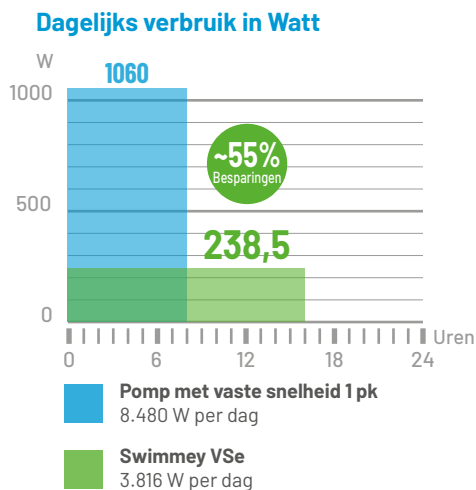 Dagelijks verbruik in Watt
W
1060
1000
~55%
Besparingen
500
238,5
0
Uren
0 6 12 18 24
Pomp met vaste snelheid 1 pk
8.480 W per dag
Swimmey VSe
3.816 W per dag